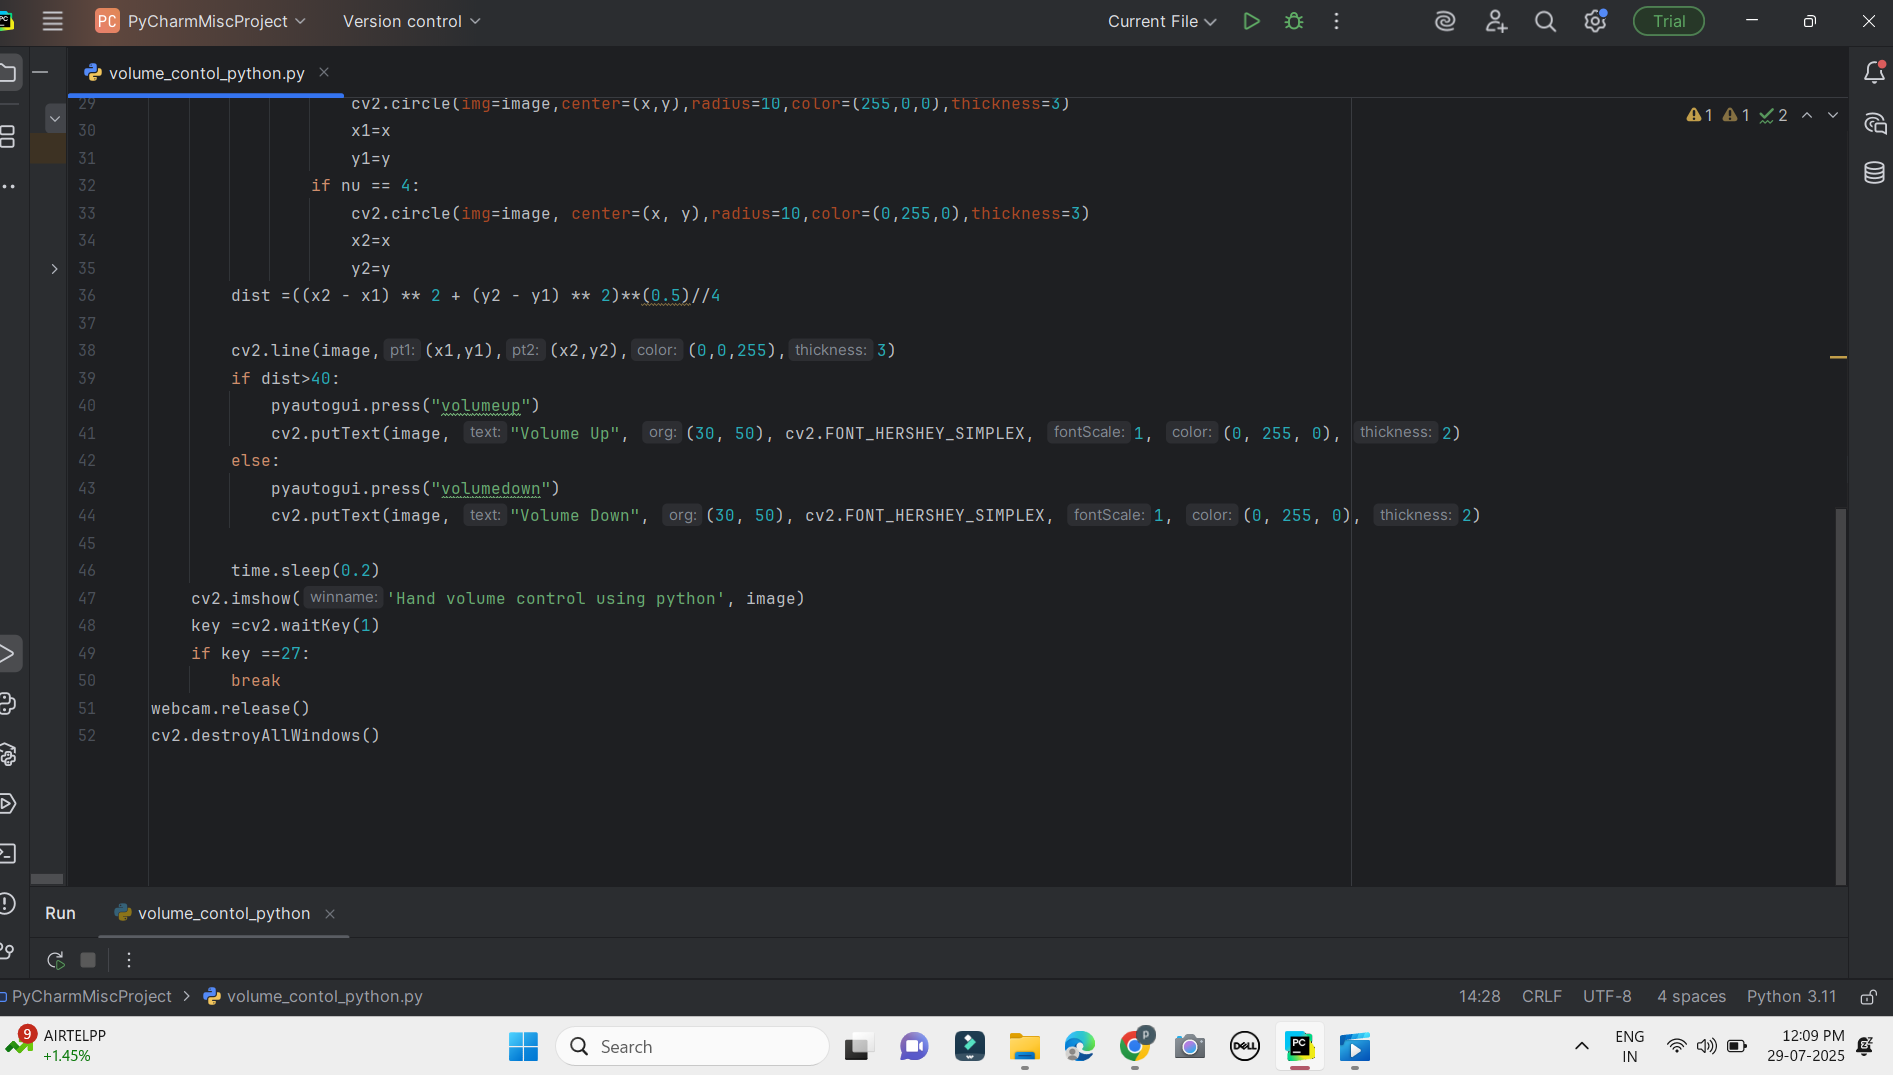 PC PyCharmMiscProject Version control Current File Trial
volume_contol_python.py
29 cv2.circle(img=image,center=(x,y),radius=10,color=(255,0,0),thickness=3)
1 1 2
30 x1=x
31 y1=y
32 if nu == 4:
33 cv2.circle(img=image, center=(x, y),radius=10,color=(0,255,0),thickness=3)
34 x2=x
35 y2=y
36 dist =((x2 - x1) ** 2 + (y2 - y1) ** 2)**(0.5)//4
37
38 cv2.line(image, pt1: (x1,y1), pt2: (x2,y2), color: (0,0,255), thickness: 3)
39 if dist>40:
40 pyautogui.press("volumeup")
41 cv2.putText(image, text: "Volume Up", org: (30, 50), cv2.FONT_HERSHEY_SIMPLEX, fontScale: 1, color: (0, 255, 0), thickness: 2)
42 else:
43 pyautogui.press("volumedown")
44 cv2.putText(image, text: "Volume Down", org: (30, 50), cv2.FONT_HERSHEY_SIMPLEX, fontScale: 1, color: (0, 255, 0), thickness: 2)
45
46 time.sleep(0.2)
47 cv2.imshow( winname: 'Hand volume control using python', image)
48 key =cv2.waitKey(1)
49 if key ==27:
50 break
51 webcam.release()
52 cv2.destroyAllWindows()
Run volume_contol_python
PyCharmMiscProject > volume_contol_python.py 14:28 CRLF UTF-8 4 spaces Python 3.11
9 AIRTELPP
+1.45%
Search
P
DELL
PC
ENG
IN
12:09 PM
29-07-2025